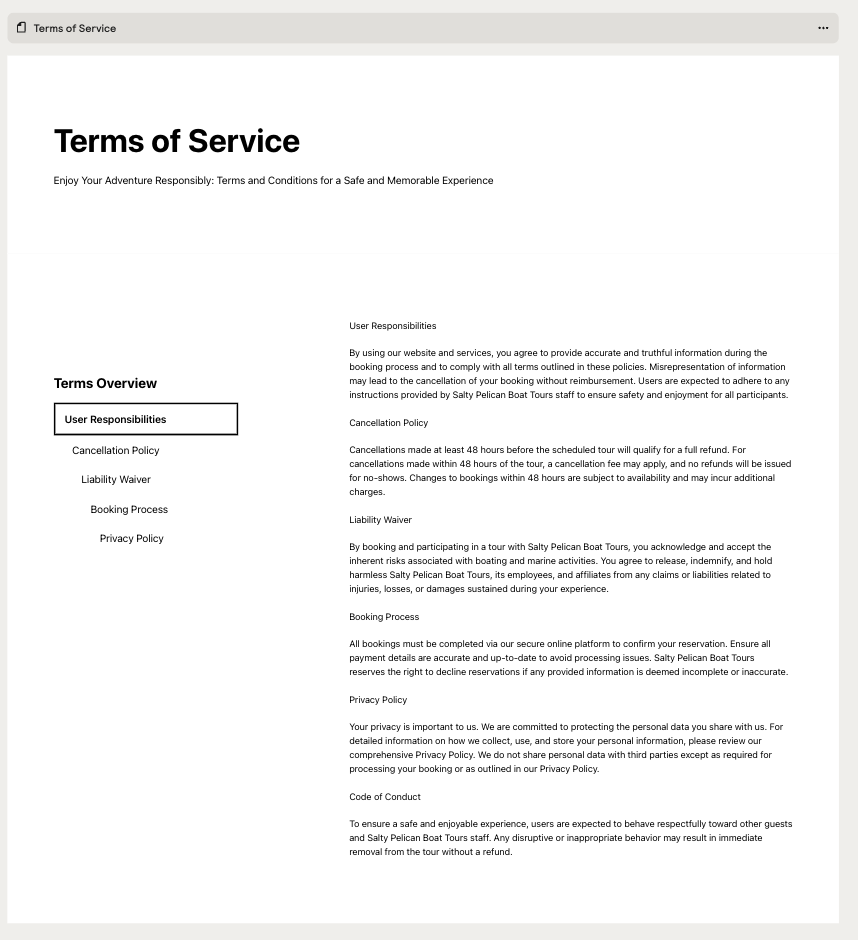 Terms of Service
Terms of Service
Enjoy Your Adventure Responsibly: Terms and Conditions for a Safe and Memorable Experience
Terms Overview
User Responsibilities
Cancellation Policy
Liability Waiver
Booking Process
Privacy Policy
User Responsibilities
By using our website and services, you agree to provide accurate and truthful information during the
booking process and to comply with all terms outlined in these policies. Misrepresentation of information
may lead to the cancellation of your booking without reimbursement. Users are expected to adhere to any
instructions provided by Salty Pelican Boat Tours staff to ensure safety and enjoyment for all participants.
Cancellation Policy
Cancellations made at least 48 hours before the scheduled tour will qualify for a full refund. For
cancellations made within 48 hours of the tour, a cancellation fee may apply, and no refunds will be issued
for no-shows. Changes to bookings within 48 hours are subject to availability and may incur additional
charges.
Liability Waiver
By booking and participating in a tour with Salty Pelican Boat Tours, you acknowledge and accept the
inherent risks associated with boating and marine activities. You agree to release, indemnify, and hold
harmless Salty Pelican Boat Tours, its employees, and affiliates from any claims or liabilities related to
injuries, losses, or damages sustained during your experience.
Booking Process
All bookings must be completed via our secure online platform to confirm your reservation. Ensure all
payment details are accurate and up-to-date to avoid processing issues. Salty Pelican Boat Tours
reserves the right to decline reservations if any provided information is deemed incomplete or inaccurate.
Privacy Policy
Your privacy is important to us. We are committed to protecting the personal data you share with us. For
detailed information on how we collect, use, and store your personal information, please review our
comprehensive Privacy Policy. We do not share personal data with third parties except as required for
processing your booking or as outlined in our Privacy Policy.
Code of Conduct
To ensure a safe and enjoyable experience, users are expected to behave respectfully toward other guests
and Salty Pelican Boat Tours staff. Any disruptive or inappropriate behavior may result in immediate
removal from the tour without a refund.